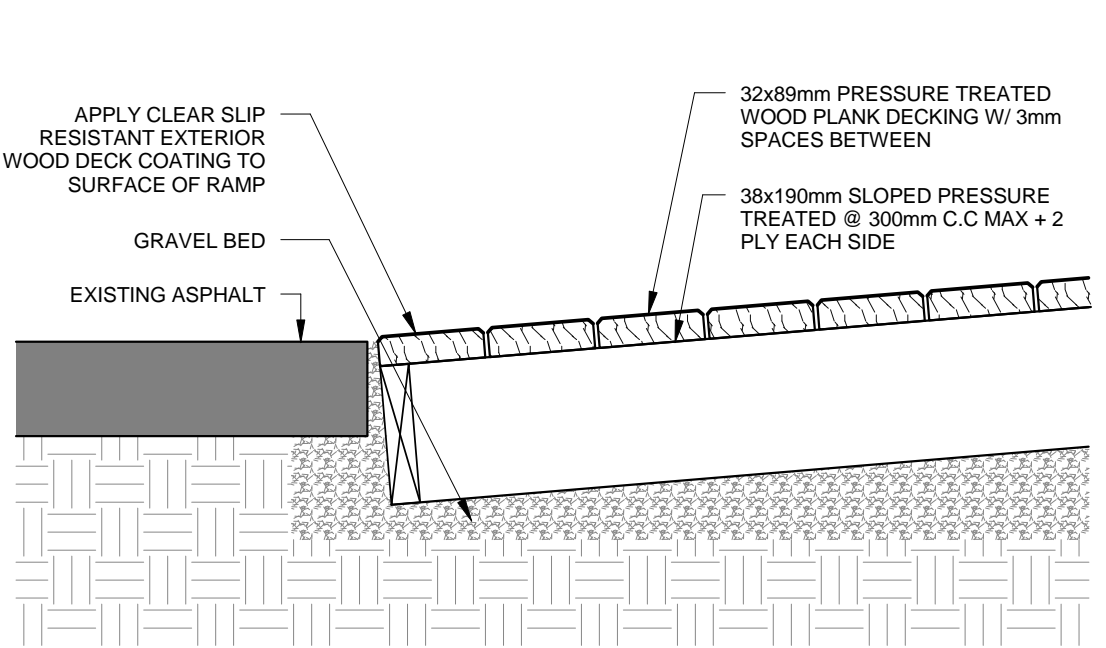 APPLY CLEAR SLIP
RESISTANT EXTERIOR
WOOD DECK COATING TO
SURFACE OF RAMP
GRAVEL BED
EXISTING ASPHALT
32x89mm PRESSURE TREATED
WOOD PLANK DECKING W/ 3mm
SPACES BETWEEN
38x190mm SLOPED PRESSURE
TREATED @ 300mm C.C MAX + 2
PLY EACH SIDE